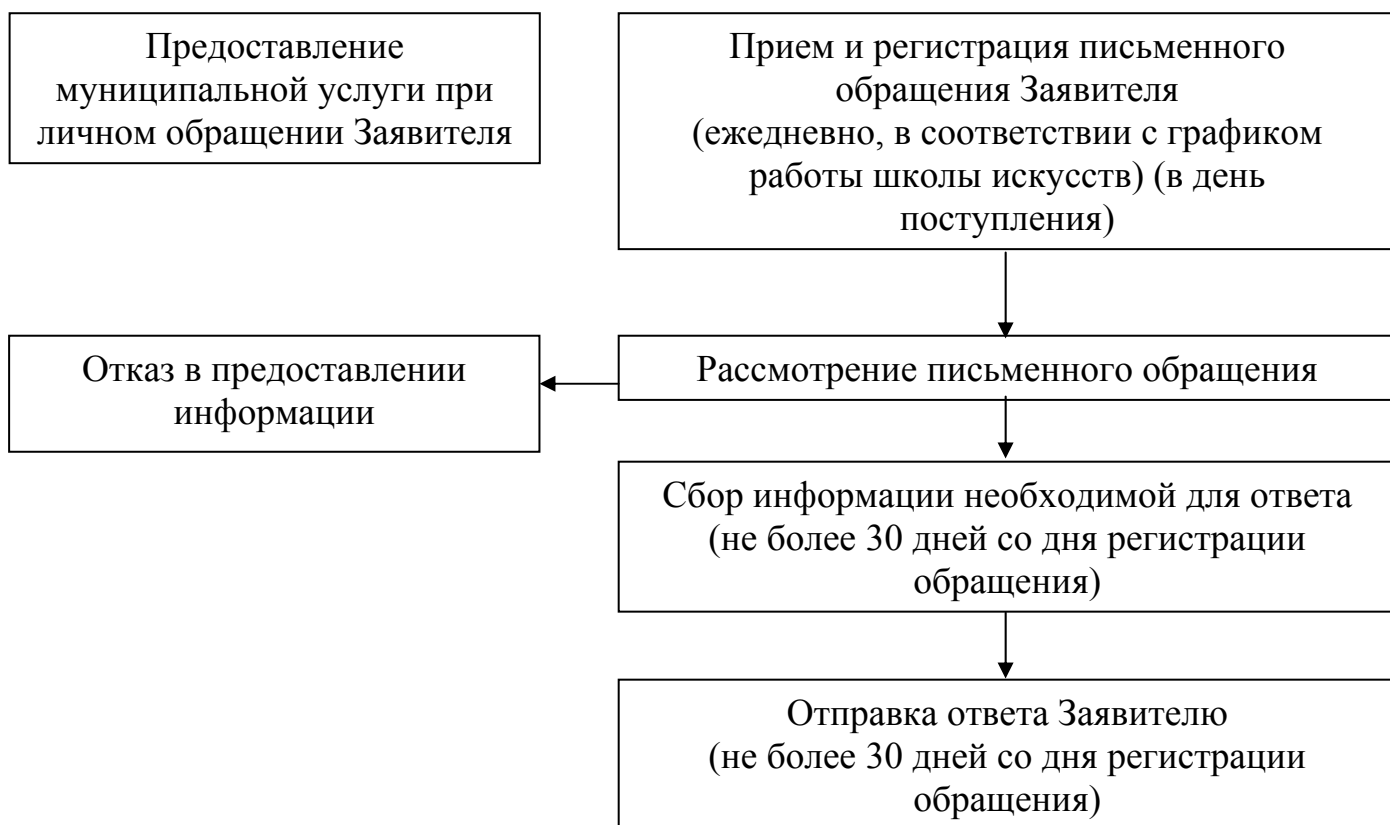 Предоставление
муниципальной услуги при
личном обращении Заявителя
Прием и регистрация письменного
обращения Заявителя
(ежедневно, в соответствии с графиком
работы школы искусств) (в день
поступления)
Отказ в предоставлении
информации
Рассмотрение письменного обращения
Сбор информации необходимой для ответа
(не более 30 дней со дня регистрации
обращения)
Отправка ответа Заявителю
(не более 30 дней со дня регистрации
обращения)